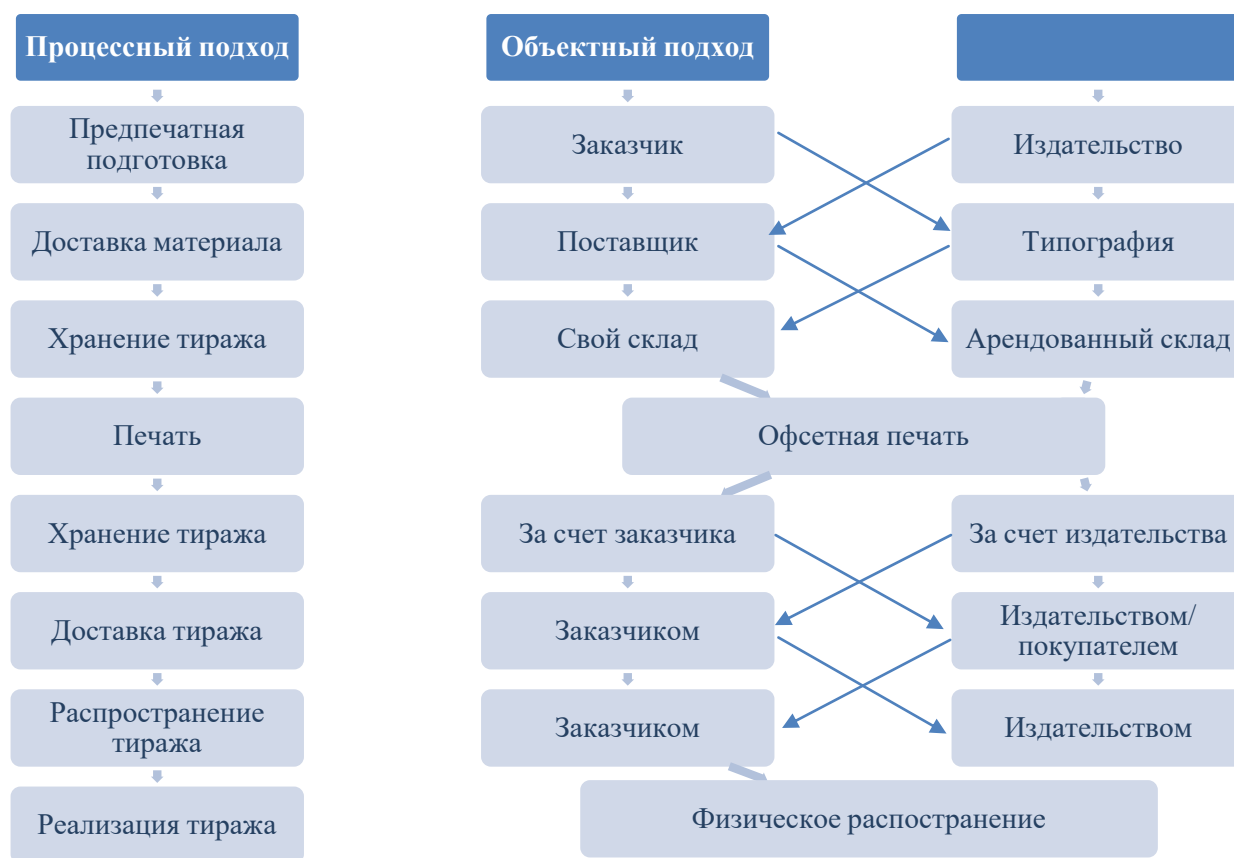 Процессный подход
Объектный подход
Предпечатная
подготовка
Заказчик
Издательство
Доставка материала
Поставщик
Типография
Хранение тиража
Свой склад
Арендованный склад
Печать
Офсетная печать
Хранение тиража
За счет заказчика
За счет издательства
Доставка тиража
Заказчиком
Издательством/
покупателем
Распространение
тиража
Заказчиком
Издательством
Реализация тиража
Физическое распостранение